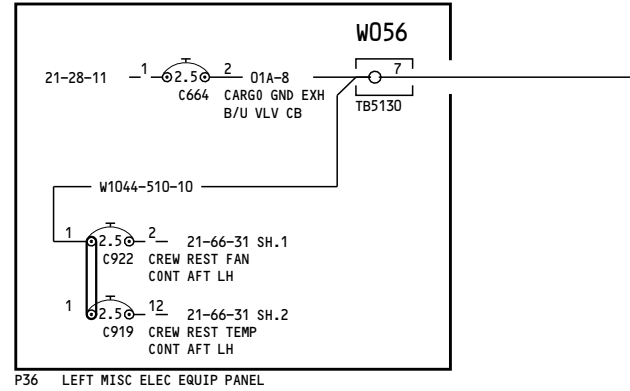 W056
21-28-11 1 2.5 2 01A-8 7
C664 CARGO GND EXH TB5130
B/U VLV CB
W1044-510-10
1 2.5 2 21-66-31 SH.1
C922 CREW REST FAN
CONT AFT LH
1 2.5 12 21-66-31 SH.2
C919 CREW REST TEMP
CONT AFT LH
P36 LEFT MISC ELEC EQUIP PANEL